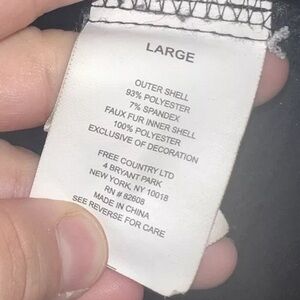 LARGE
OUTER SHELL
93% POLYESTER
7% SPANDEX
FAUX FUR INNER SHELL
100% POLYESTER
EXCLUSIVE OF DECORATION
FREE COUNTRY LTD
4 BRYANT PARK
NEW YORK, NY 10018
RN # 82608
MADE IN CHINA
SEE REVERSE FOR CARE